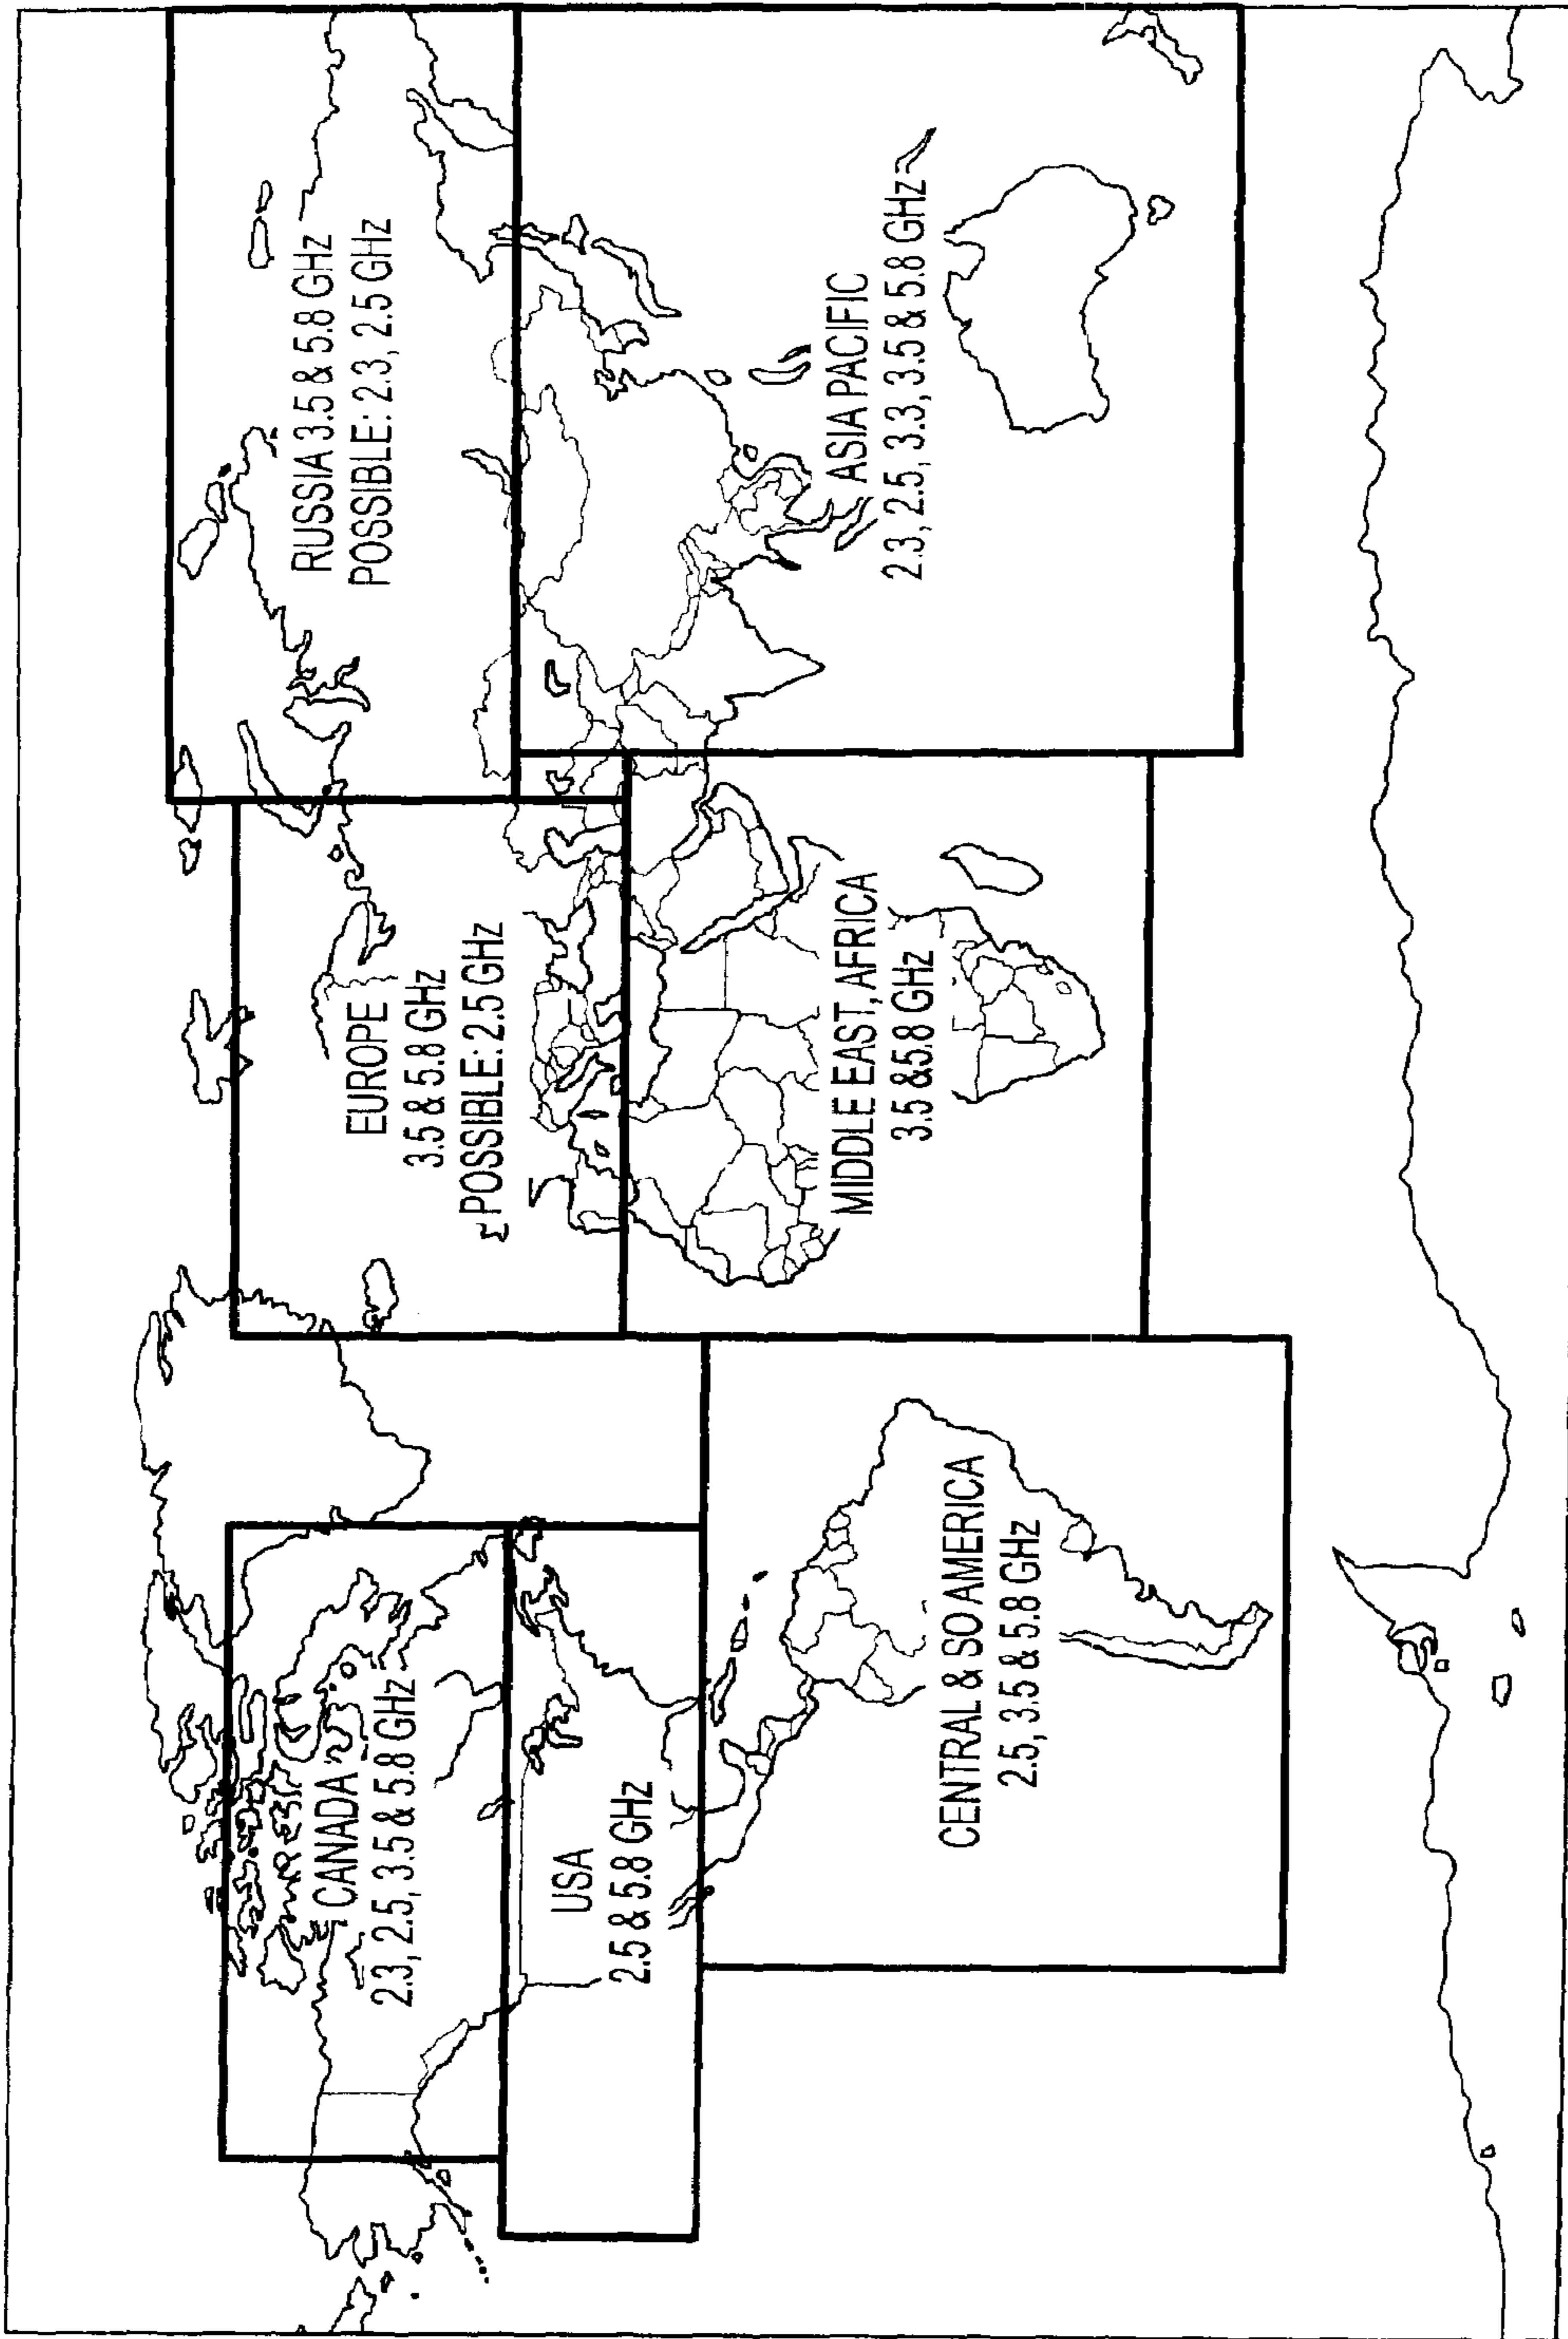 CANADA
2.3, 2.5, 3.5 & 5.8 GHz
USA
2.5 & 5.8 GHz
CENTRAL & SO AMERICA
2.5, 3.5 & 5.8 GHz
EUROPE
3.5 & 5.8 GHz
POSSIBLE: 2.5 GHz
MIDDLE EAST, AFRICA
3.5 &5.8 GHz
RUSSIA 3.5 & 5.8 GHz
POSSIBLE: 2.3, 2.5 GHz
ASIA PACIFIC
2.3, 2.5, 3.3, 3.5 & 5.8 GHz